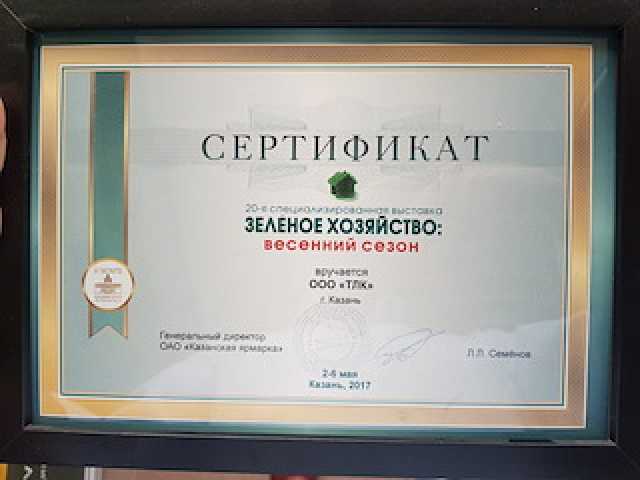 СЕРТИФИКАТ
20-я специализированная выставка
ЗЕЛЕНОЕ ХОЗЯЙСТВО:
весенний сезон
вручается
ООО «ТЛК»
г. Казань
Генеральный директор
ОАО «Казанская ярмарка»
Л.Л. Семёнов
2-6 мая
Казань, 2017